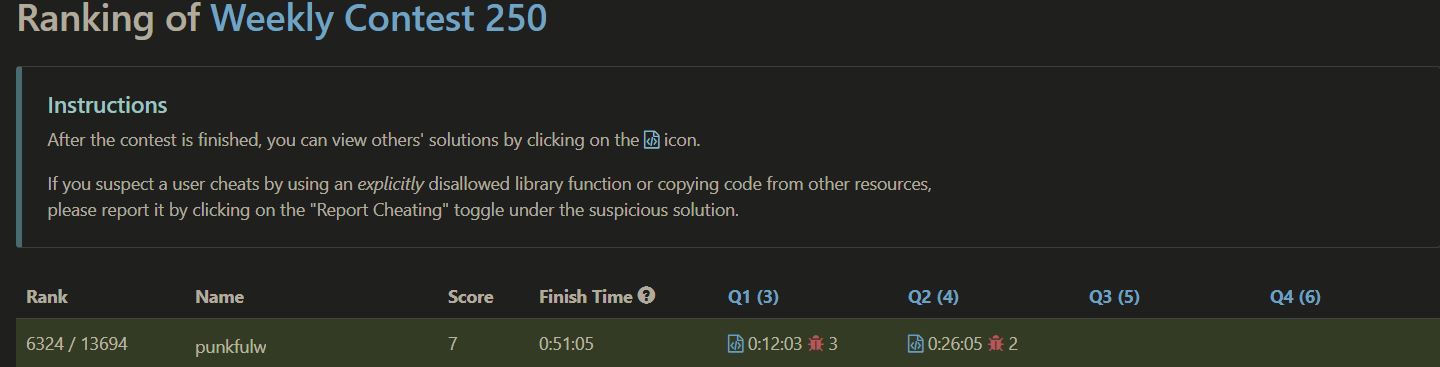 Ranking of Weekly Contest 250
Instructions
After the contest is finished, you can view others' solutions by clicking on the icon.
If you suspect a user cheats by using an explicitly disallowed library function or copying code from other resources,
please report it by clicking on the "Report Cheating" toggle under the suspicious solution.
Rank Name Score Finish Time ? Q1 (3) Q2 (4) Q3 (5) Q4 (6)
6324 / 13694 punkfulw 7 0:51:05 0:12:03 3 0:26:05 2